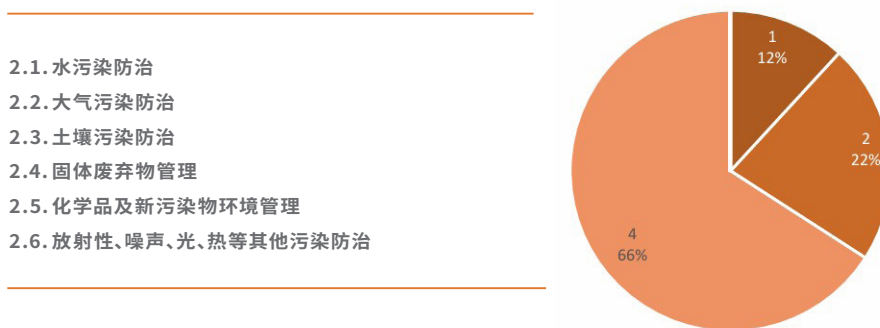 2.1.水污染防治
2.2.大气污染防治
2.3.土壤污染防治
2.4.固体废弃物管理
2.5.化学品及新污染物环境管理
2.6.放射性、噪声、光、热等其他污染防治
1
12%
2
22%
4
66%